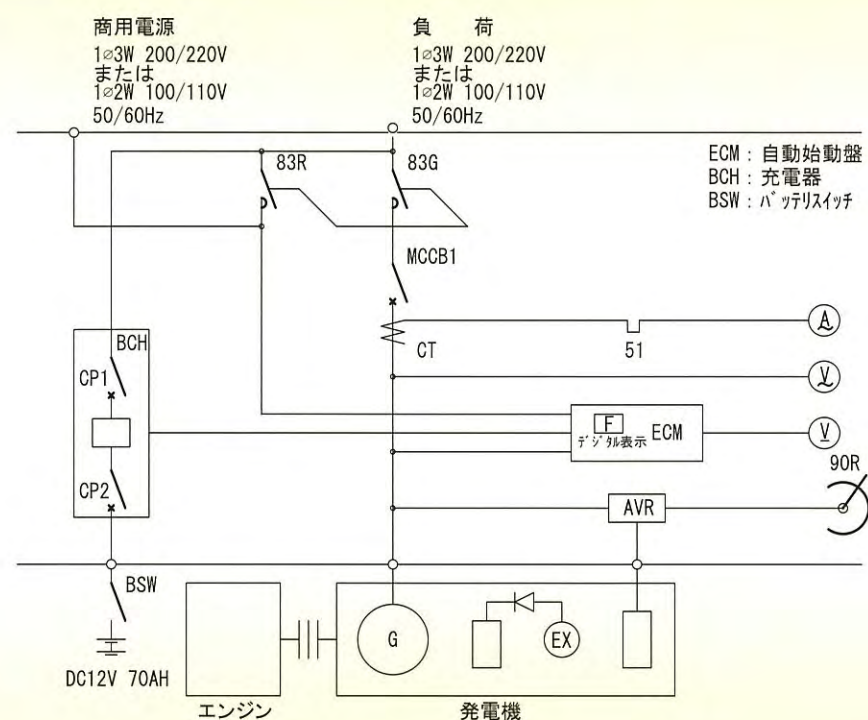 商用電源
1⌀3W 200/220V
または
1⌀2W 100/110V
50/60Hz
負 荷
1⌀3W 200/220V
または
1⌀2W 100/110V
50/60Hz
ECM : 自動始動盤
BCH : 充電器
BSW : バッテリスイッチ
83R
83G
MCCB1
BCH
CP1
CP2
CT
51
A
V
F
デジタル表示
ECM
V
90R
AVR
BSW
DC12V 70AH
G
EX
エンジン
発電機